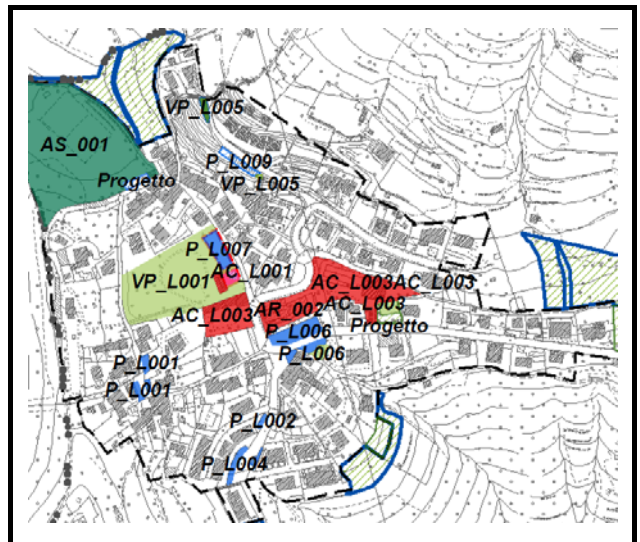 VP_L005
AS_001
P_L009
Progetto
VP_L005
P_L007
AC_L001
VP_L001
AC_L003AC_L003
AC_L003
AR_002
AC_L003
P_L006
Progetto
P_L006
P_L001
P_L001
P_L002
P_L004